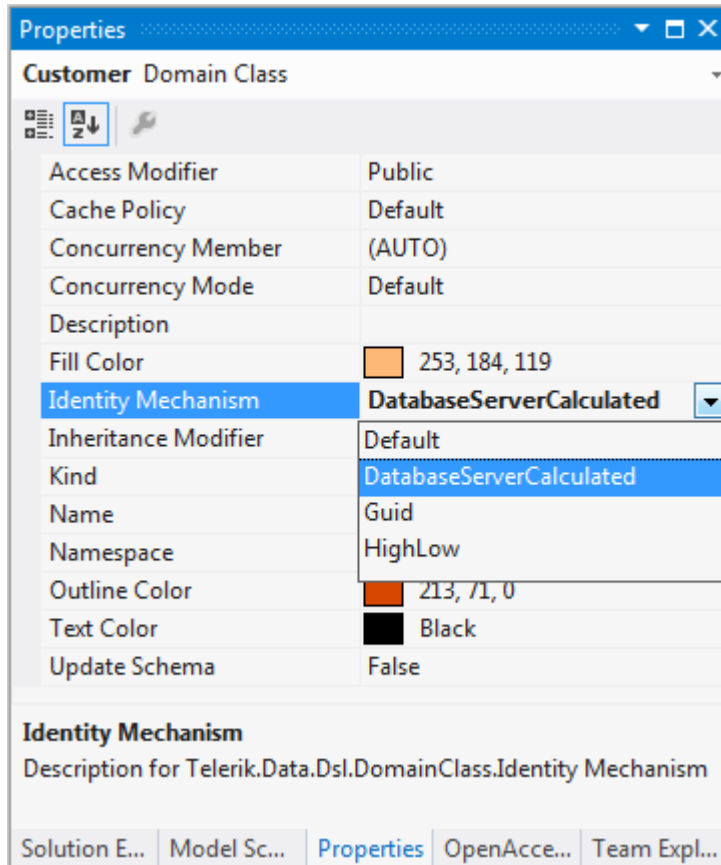 Properties
Customer Domain Class
Access Modifier Public
Cache Policy Default
Concurrency Member (AUTO)
Concurrency Mode Default
Description
Fill Color 253, 184, 119
Identity Mechanism DatabaseServerCalculated
Inheritance Modifier Default
Kind DatabaseServerCalculated
Name Guid
Namespace HighLow
Outline Color 213, 71, 0
Text Color Black
Update Schema False
Identity Mechanism
Description for Telerik.Data.Dsl.DomainClass.Identity Mechanism
Solution E... Model Sc... Properties OpenAcce... Team Expl...